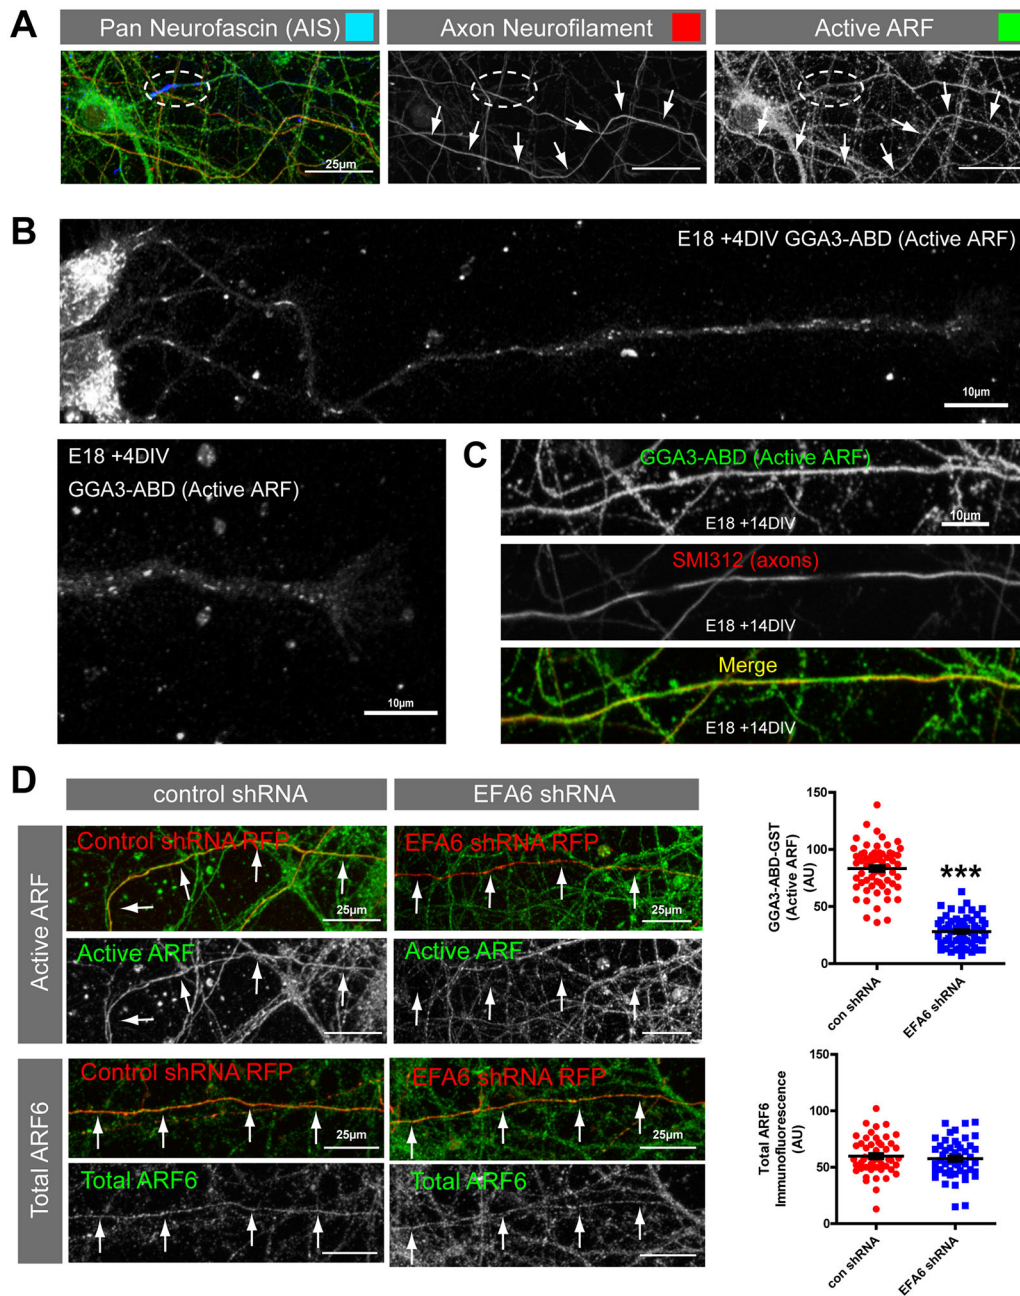 A
Pan Neurofascin (AIS)
Axon Neurofilament
Active ARF
25μm
B
E18 +4DIV GGA3-ABD (Active ARF)
10μm
E18 +4DIV
GGA3-ABD (Active ARF)
10μm
C
GGA3-ABD (Active ARF)
10μm
E18 +14DIV
SMI312 (axons)
E18 +14DIV
Merge
E18 +14DIV
D
control shRNA
EFA6 shRNA
Active ARF
Control shRNA RFP
25μm
EFA6 shRNA RFP
25μm
Active ARF
Active ARF
Total ARF6
Control shRNA RFP
25μm
EFA6 shRNA RFP
25μm
Total ARF6
Total ARF6
GGA3-ABD-GST
(Active ARF)
(AU)
150
100
50
0
***
con shRNA
EFA6 shRNA
Total ARF6
Immunofluorescence
(AU)
150
100
50
0
con shRNA
EFA6 shRNA